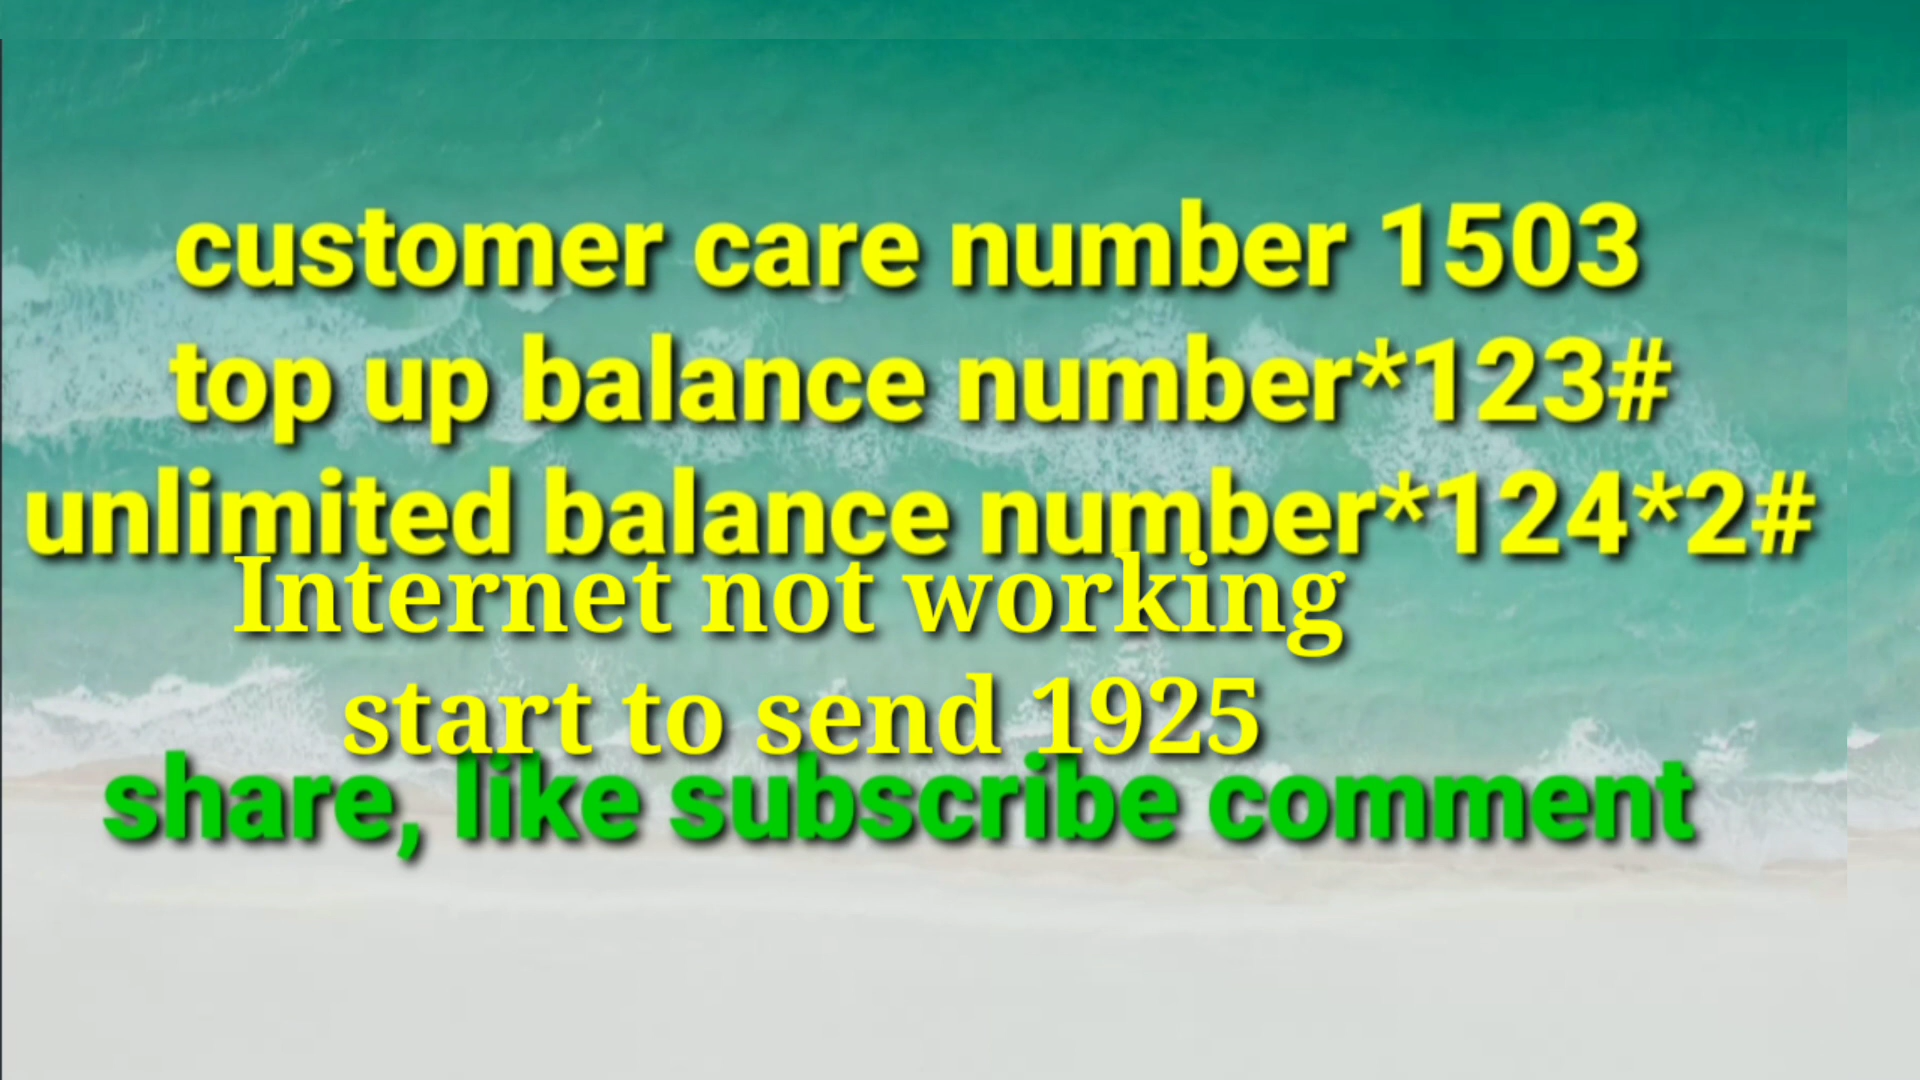 customer care number 1503
top up balance number*123#
unlimited balance number*124*2#
Internet not working
start to send 1925
share, like subscribe comment